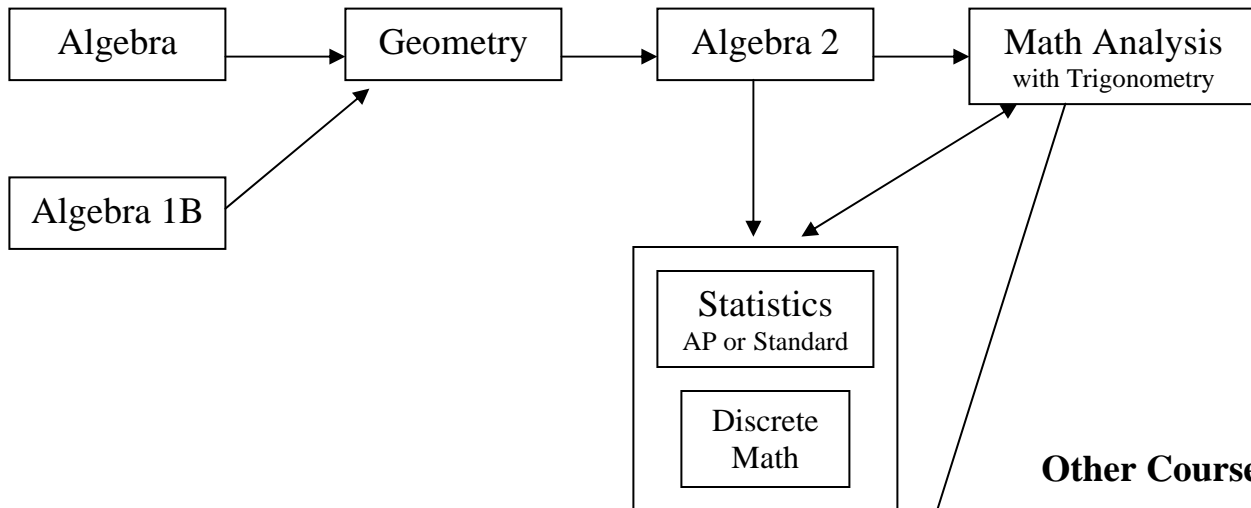 Algebra
Geometry
Algebra 2
Math Analysis
with Trigonometry
Algebra 1B
Statistics
AP or Standard
Discrete
Math
Other Course